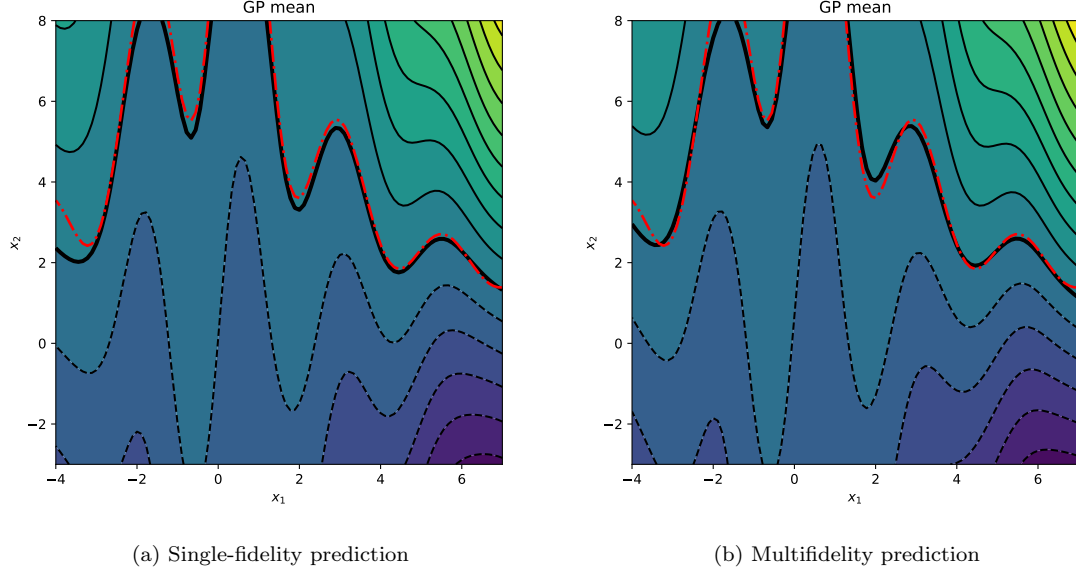 GP mean
8
6
4
2
0
−2
x₂
−4 −2 0 2 4 6
x₁
(a) Single-fidelity prediction
GP mean
8
6
4
2
0
−2
x₂
−4 −2 0 2 4 6
x₁
(b) Multifidelity prediction